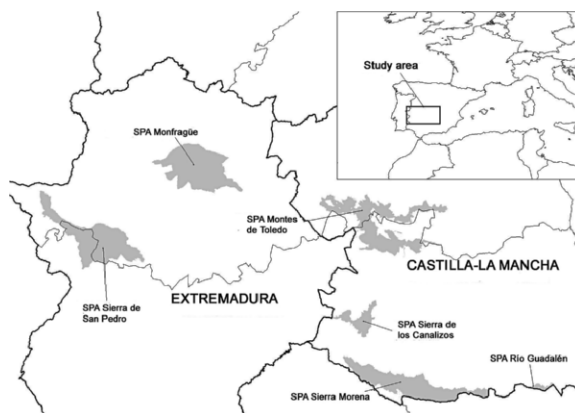 Study area
SPA Monfragüe
SPA Montes
de Toledo
CASTILLA-LA MANCHA
EXTREMADURA
SPA Sierra de
San Pedro
SPA Sierra de
los Canalizos
SPA Río Guadalén
SPA Sierra Morena